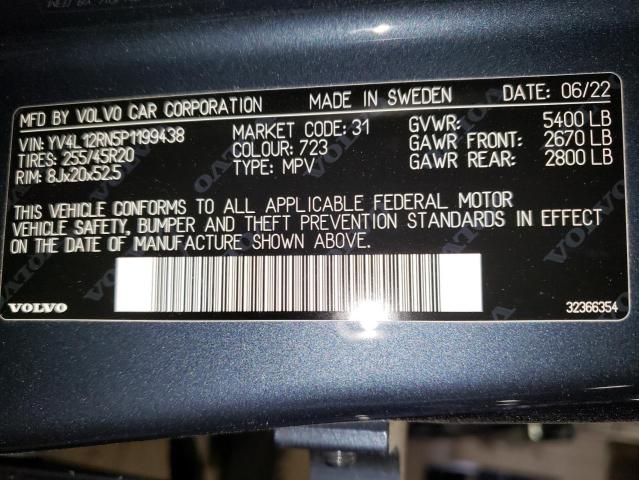 MFD BY VOLVO CAR CORPORATION MADE IN SWEDEN DATE: 06/22
VIN: YV4L12RN5P1199438 MARKET CODE: 31 GVWR: 5400 LB
TIRES: 255/45R20 COLOUR: 723 GAWR FRONT: 2670 LB
RIM: 8Jx20x52.5 TYPE: MPV GAWR REAR: 2800 LB
THIS VEHICLE CONFORMS TO ALL APPLICABLE FEDERAL MOTOR
VEHICLE SAFETY, BUMPER AND THEFT PREVENTION STANDARDS IN EFFECT
ON THE DATE OF MANUFACTURE SHOWN ABOVE.
VOLVO 32366354